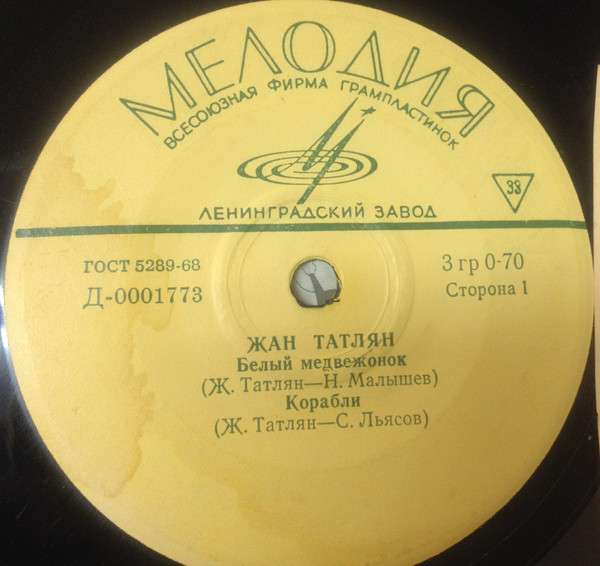 МЕЛОДИЯ
ВСЕСОЮЗНАЯ ФИРМА ГРАМПЛАСТИНОК
33
ЛЕНИНГРАДСКИЙ ЗАВОД
ГОСТ 5289-68
3 гр 0-70
Д-0001773
Сторона 1
ЖАН ТАТЛЯН
Белый медвежонок
(Ж. Татлян—Н. Малышев)
Корабли
(Ж. Татлян—С. Льясов)